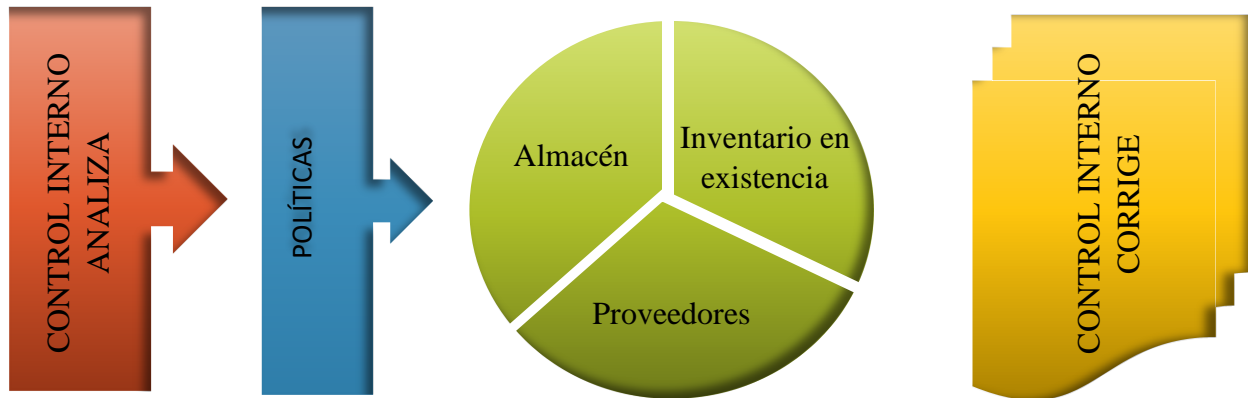 CONTROL INTERNO
ANALIZA
POLÍTICAS
Almacén
Inventario en
existencia
Proveedores
CONTROL INTERNO
CORRIGE